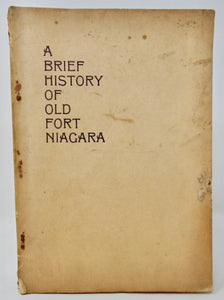 A
BRIEF
HISTORY
OF
OLD
FORT
NIAGARA